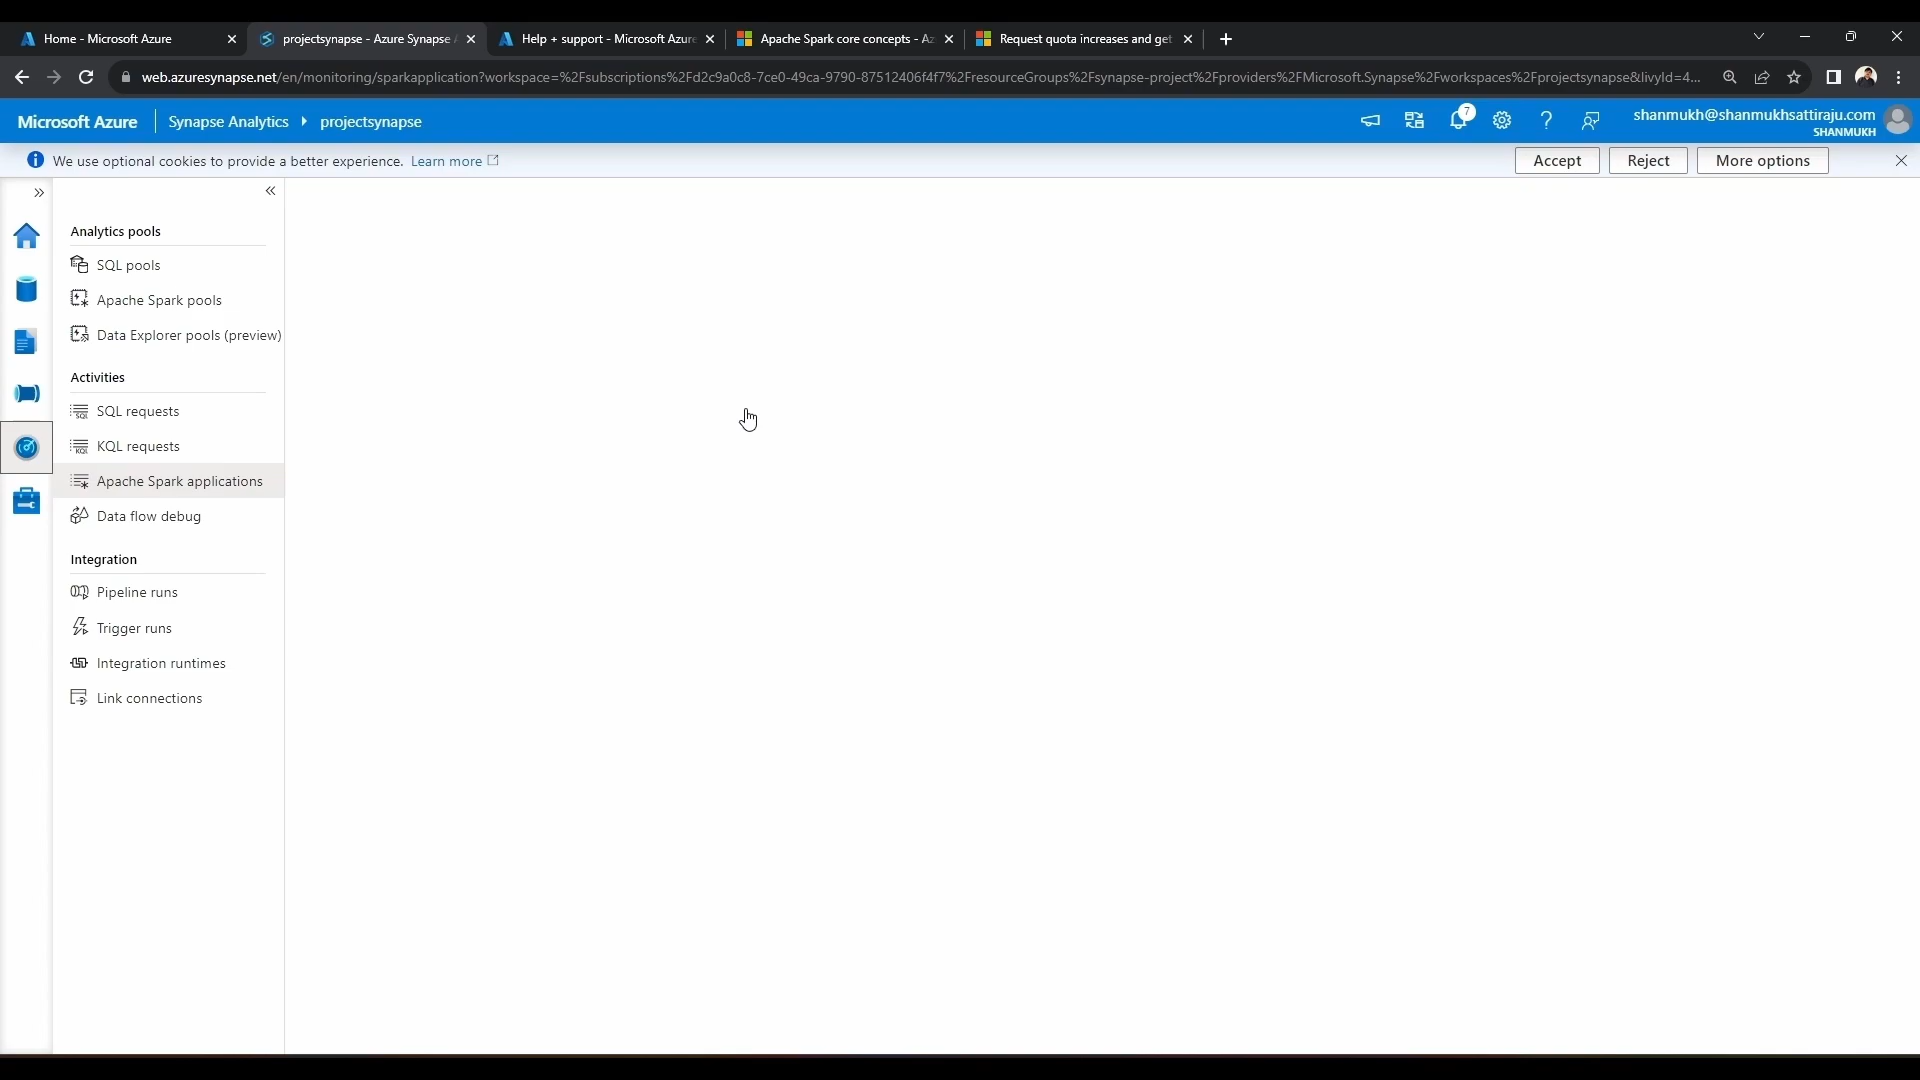 Home - Microsoft Azure
projectsynapse - Azure Synapse
Help + support - Microsoft Azure
Apache Spark core concepts - Az
Request quota increases and get
web.azuresynapse.net/en/monitoring/sparkapplication?workspace=%2Fsubscriptions%2Fd2c9a0c8-7ce0-49ca-9790-87512406f4f7%2FresourceGroups%2Fsynapse-project%2Fproviders%2FMicrosoft.Synapse%2Fworkspaces%2Fprojectsynapse&livyId=4...
Microsoft Azure
Synapse Analytics
projectsynapse
7
shanmukh@shanmukhsattiraju.com
SHANMUKH
We use optional cookies to provide a better experience. Learn more
Accept
Reject
More options
Analytics pools
SQL pools
Apache Spark pools
Data Explorer pools (preview)
Activities
SQL requests
KQL requests
Apache Spark applications
Data flow debug
Integration
Pipeline runs
Trigger runs
Integration runtimes
Link connections